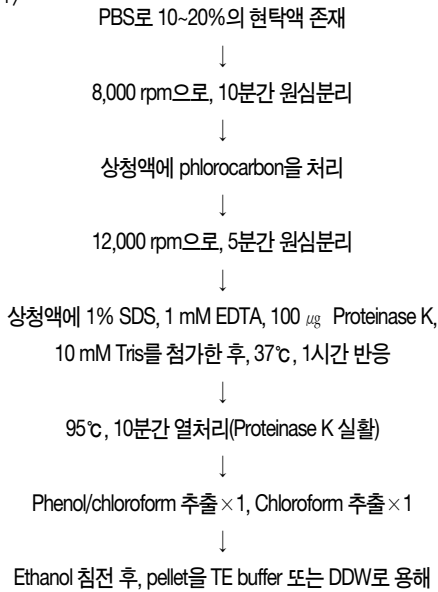 PBS로 10~20%의 현탁액 존재
↓
8,000 rpm으로, 10분간 원심분리
↓
상청액에 phlorocarbon을 처리
↓
12,000 rpm으로, 5분간 원심분리
↓
상청액에 1% SDS, 1 mM EDTA, 100 ㎍ Proteinase K,
10 mM Tris를 첨가한 후, 37℃, 1시간 반응
↓
95℃, 10분간 열처리(Proteinase K 실활)
↓
Phenol/chloroform 추출×1, Chloroform 추출×1
↓
Ethanol 침전 후, pellet을 TE buffer 또는 DDW로 용해